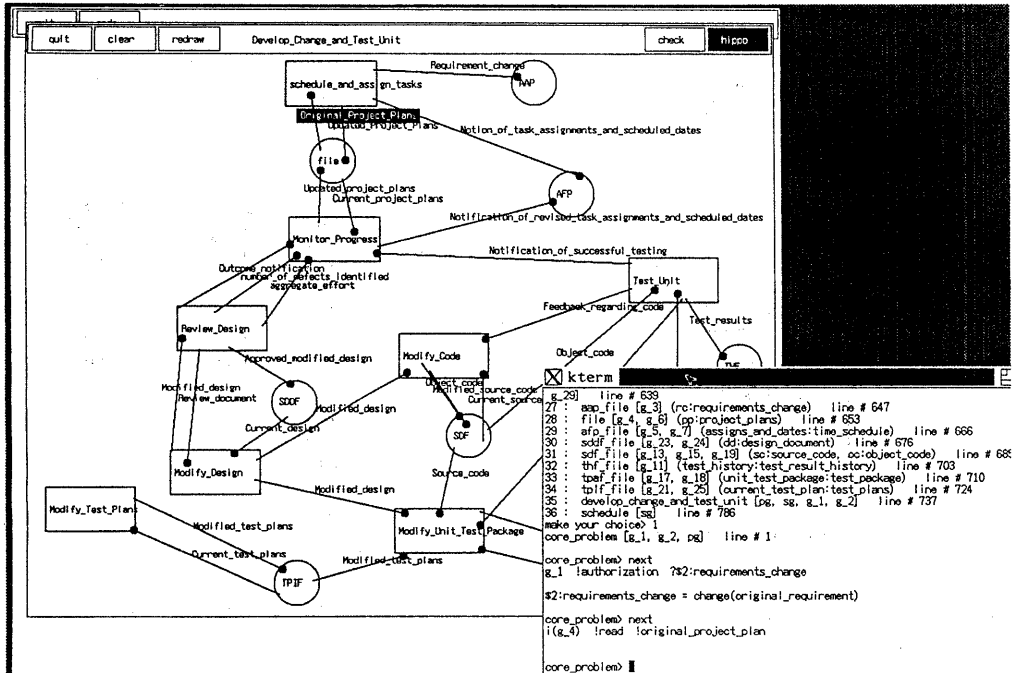 quit clear redraw Develop_Change_and_Test_Unit check hippo
Requirement_change
schedule_and_assign_tasks
AAP
Original_Project_Plans
Updated_Project_Plans
Notion_of_task_assignments_and_scheduled_dates
file
Updated_project_plans
Current_project_plans
AFP
Notification_of_revised_task_assignments_and_scheduled_dates
Monitor_Progress
Notification_of_successful_testing
Outcome_notification
number_of_defects_identified
aggregate_effort
Test_Unit
Feedback_regarding_code
Test_results
Review_Design
Approved_modified_design
Modify_Code
Object_code
Modified_design
Review_document
SDDF
Modified_design
Object_code
Modified_source_code
Current_source
Current_design
SDF
Modify_Design
Source_code
Modified_design
Modify_Test_Plans
Modified_test_plans
Modify_Unit_Test_Package
Current_test_plans
Modified_test_plans
TPIF
kterm
g_29] line # 639
27 : aap_file [g_3] (rc:requirements_change) line # 647
28 : file [g_4, g_6] (pp:project_plans) line # 653
29 : afp_file [g_5, g_7] (assigns_and_dates:time_schedule) line # 666
30 : sddf_file [g_23, g_24] (dd:design_document) line # 676
31 : sdf_file [g_13, g_15, g_19] (sc:source_code, oc:object_code) line # 685
32 : thf_file [g_11] (test_history:test_result_history) line # 703
33 : tpaf_file [g_17, g_18] (unit_test_package:test_package) line # 710
34 : tpif_file [g_21, g_25] (current_test_plan:test_plans) line # 724
35 : develop_change_and_test_unit [pg, sg, g_1, g_2] line # 737
36 : schedule [sg] line # 786
make your choice> 1
core_problem [g_1, g_2, pg] line # 1
core_problem> next
g_1 !authorization ?$2:requirements_change
$2:requirements_change = change(original_requirement)
core_problem> next
i(g_4) !read !original_project_plan
core_problem>